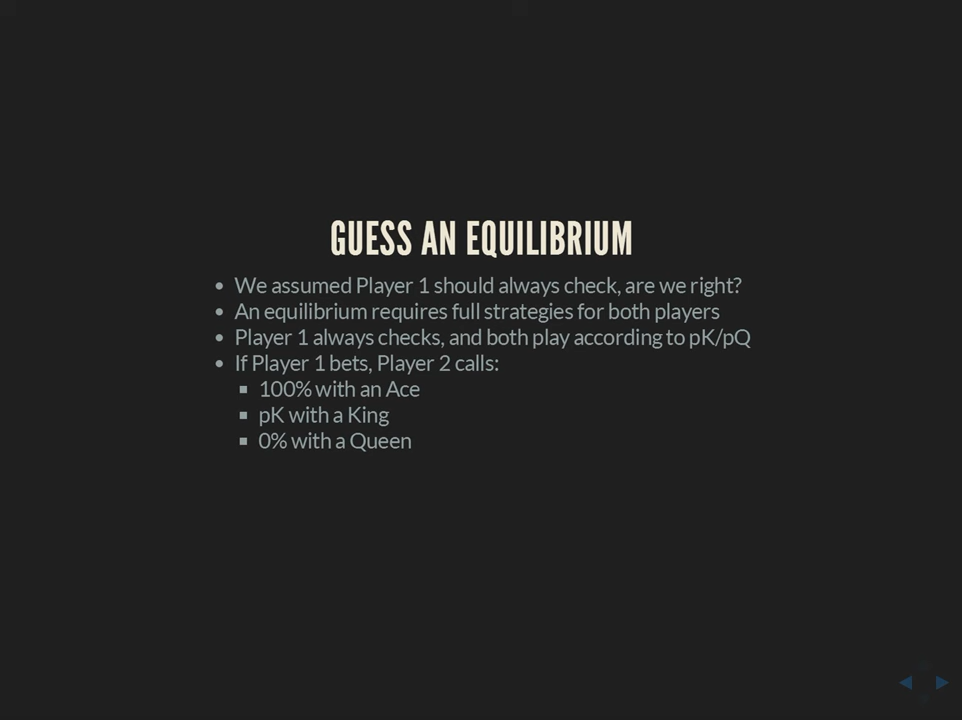 GUESS AN EQUILIBRIUM
• We assumed Player 1 should always check, are we right?
• An equilibrium requires full strategies for both players
• Player 1 always checks, and both play according to pK/pQ
• If Player 1 bets, Player 2 calls:
▪ 100% with an Ace
▪ pK with a King
▪ 0% with a Queen